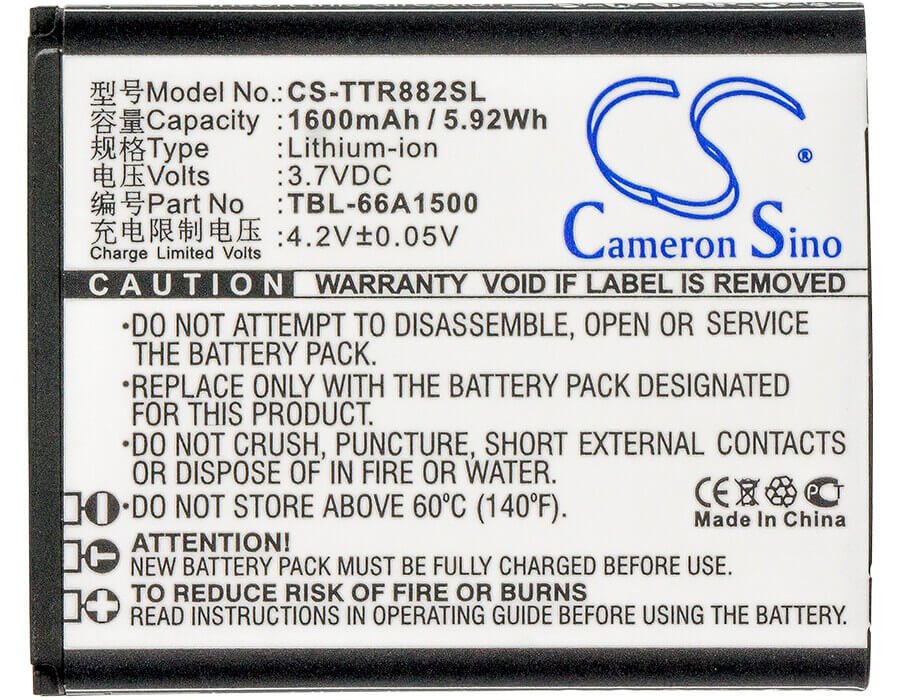 型号Model No.:CS-TTR882SL
容量Capacity :1600mAh / 5.92Wh
规格Type :Lithium-ion
电压Volts :3.7VDC
编号Part No :TBL-66A1500
充电限制电压:4.2V±0.05V
Charge Limited Volts
CS®
Cameron Sino
CAUTION WARRANTY VOID IF LABEL IS REMOVED
·DO NOT ATTEMPT TO DISASSEMBLE, OPEN OR SERVICE
THE BATTERY PACK.
·REPLACE ONLY WITH THE BATTERY PACK DESIGNATED
FOR THIS PRODUCT.
·DO NOT CRUSH, PUNCTURE, SHORT EXTERNAL CONTACTS
OR DISPOSE OF IN FIRE OR WATER.
·DO NOT STORE ABOVE 60℃ (140℉).
CE PCT
Made In China
ATTENTION!
NEW BATTERY PACK MUST BE FULLY CHARGED BEFORE USE.
TO REDUCE RISK OF FIRE OR BURNS
READ INSTRUCTIONS IN OPERATING GUIDE BEFORE USING THE BATTERY.